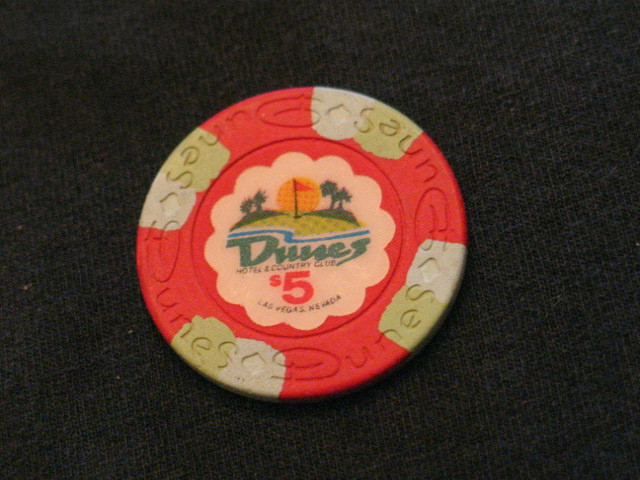 Dunes
HOTEL & COUNTRY CLUB
$5
LAS VEGAS, NEVADA
Dunes
Dunes
Dunes
Dunes